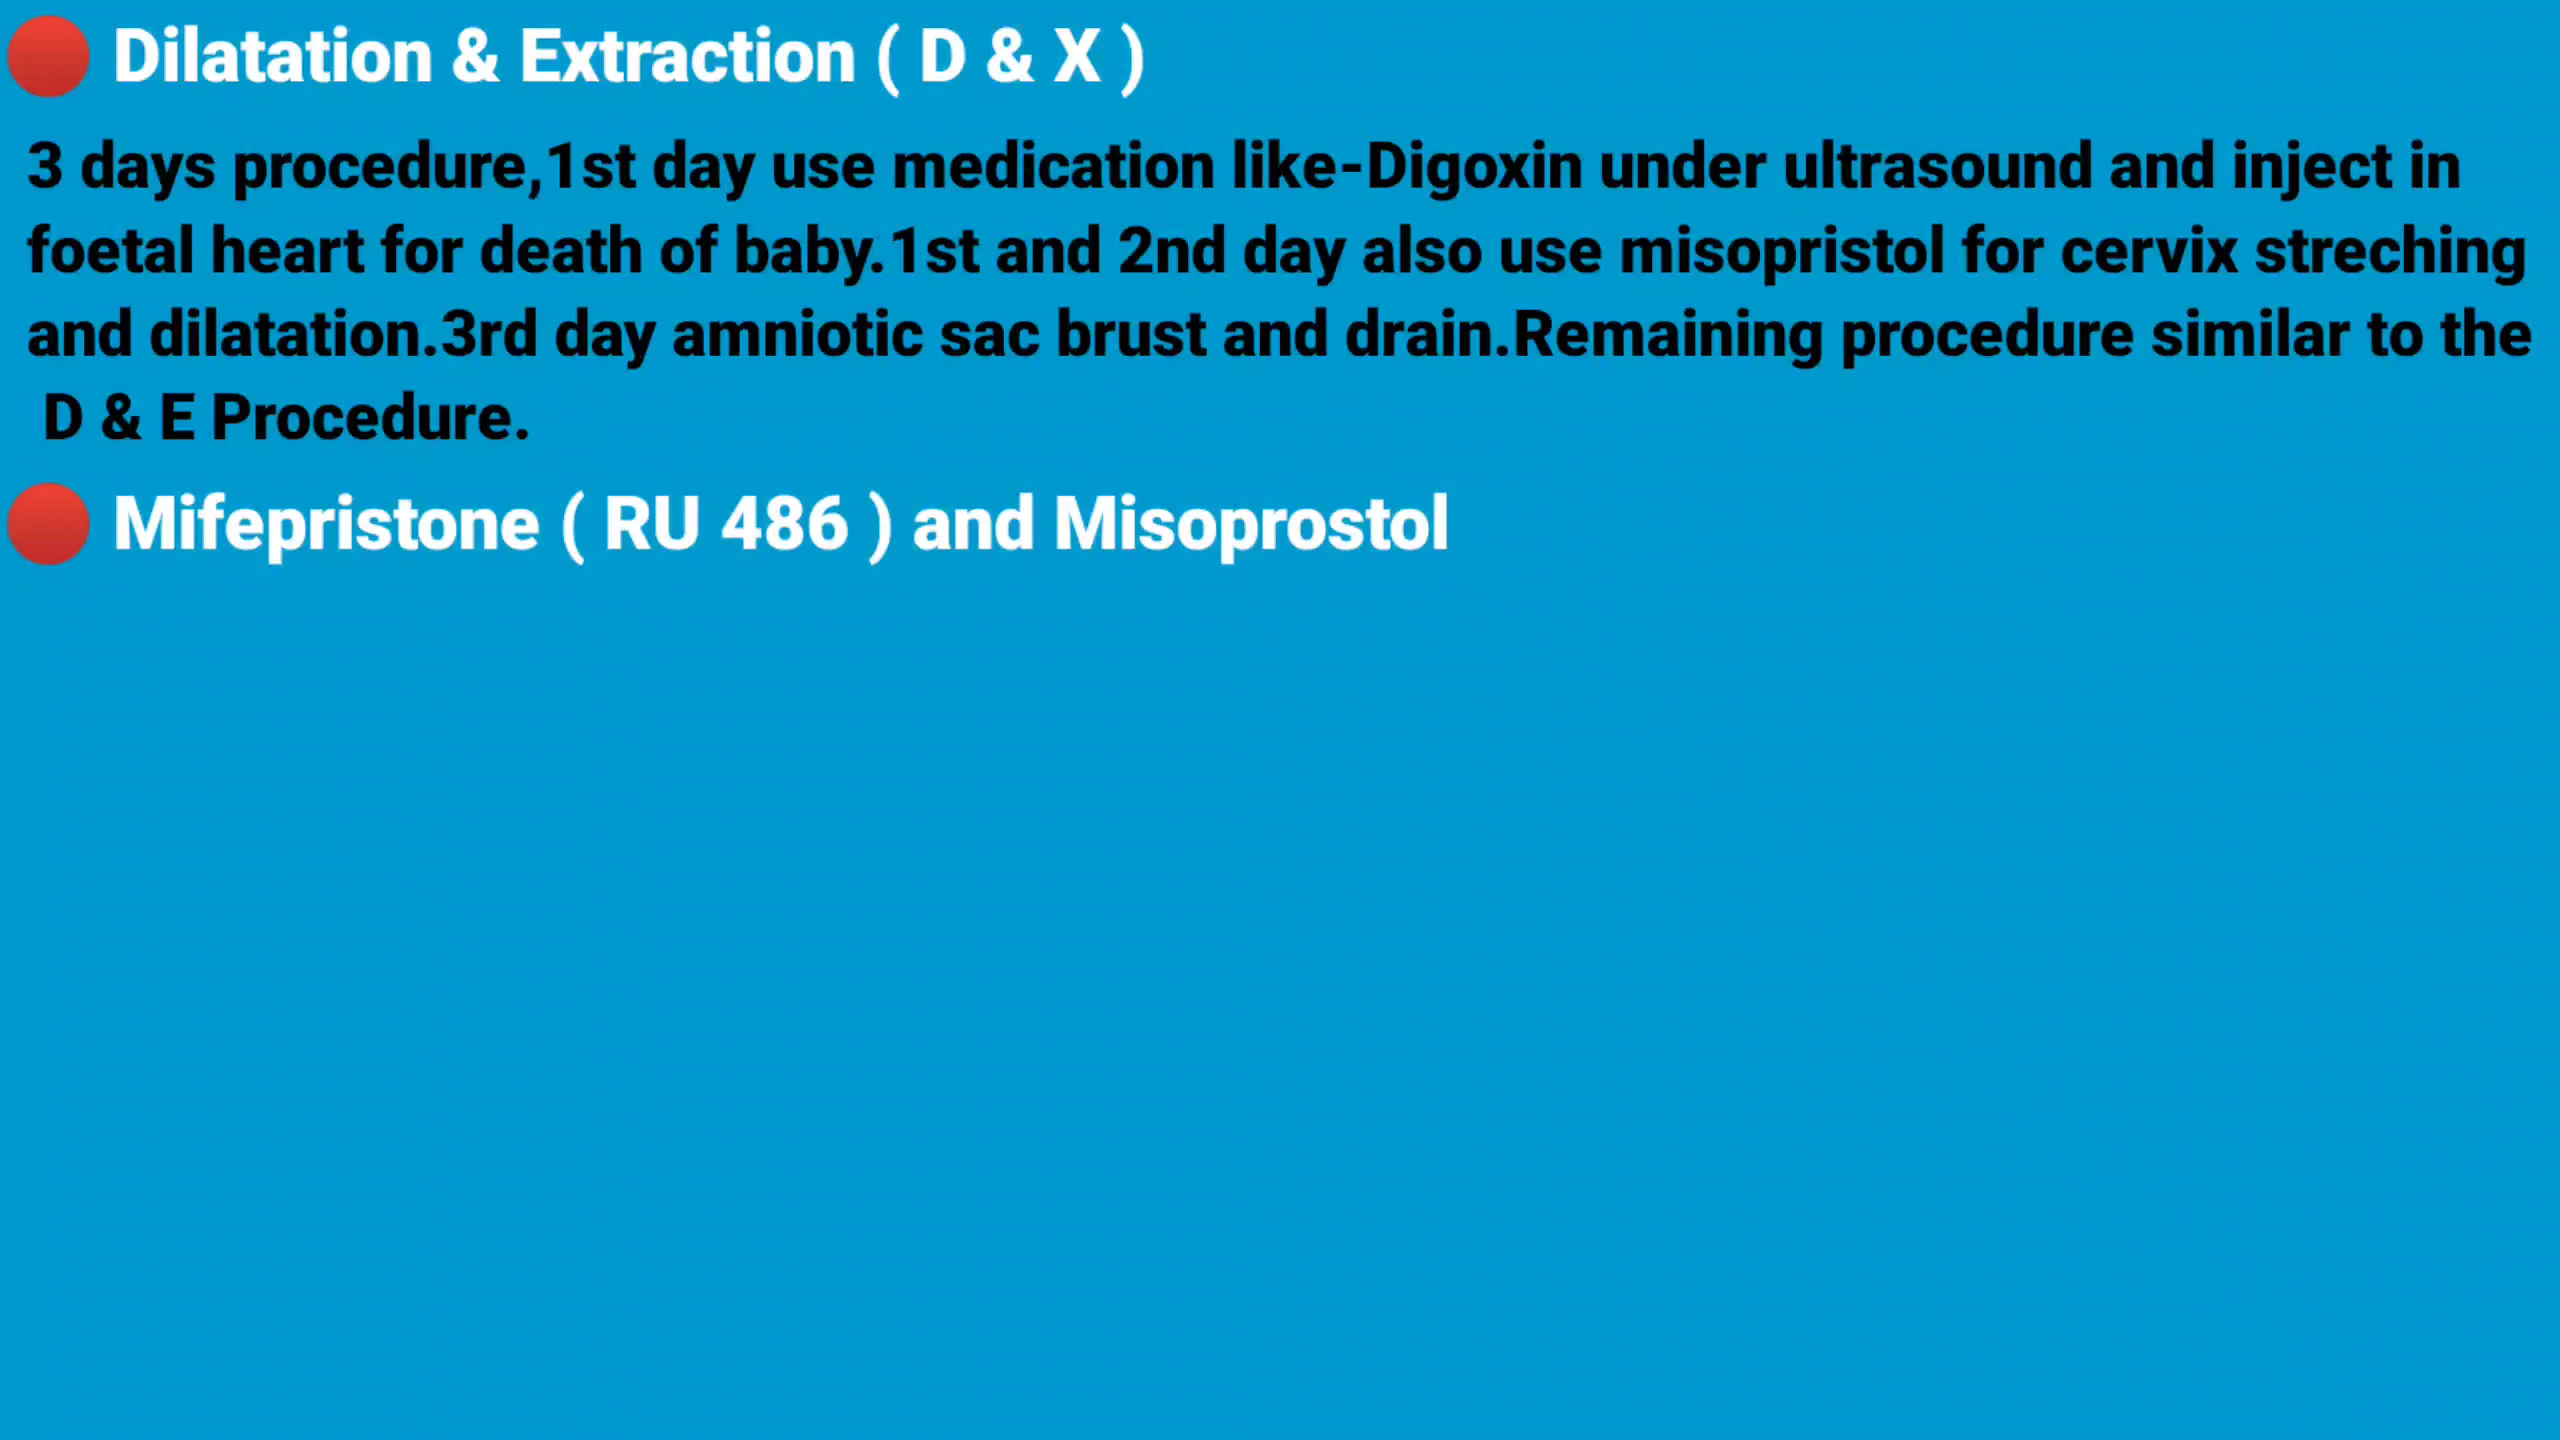 Dilatation & Extraction ( D & X )
3 days procedure,1st day use medication like-Digoxin under ultrasound and inject in
foetal heart for death of baby.1st and 2nd day also use misopristol for cervix streching
and dilatation.3rd day amniotic sac brust and drain.Remaining procedure similar to the
D & E Procedure.
Mifepristone ( RU 486 ) and Misoprostol